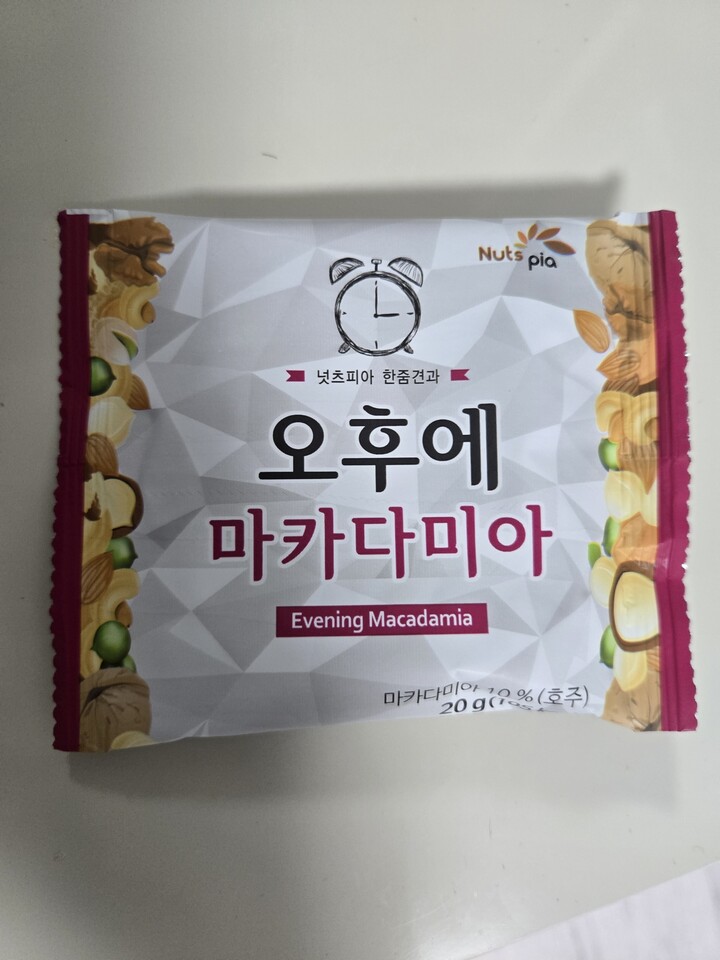 Nuts pia
넛츠피아 한줌견과
오후에
마카다미아
Evening Macadamia
마카다미아 10 % (호주)
20 g